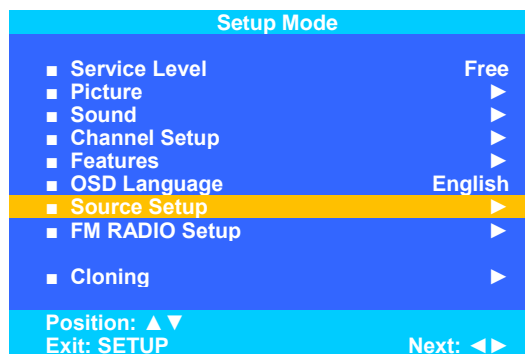 Setup Mode
■ Service Level Free
■ Picture ►
■ Sound ►
■ Channel Setup ►
■ Features ►
■ OSD Language English
■ Source Setup ►
■ FM RADIO Setup ►
■ Cloning ►
Position: ▲▼
Exit: SETUP Next: ◄►